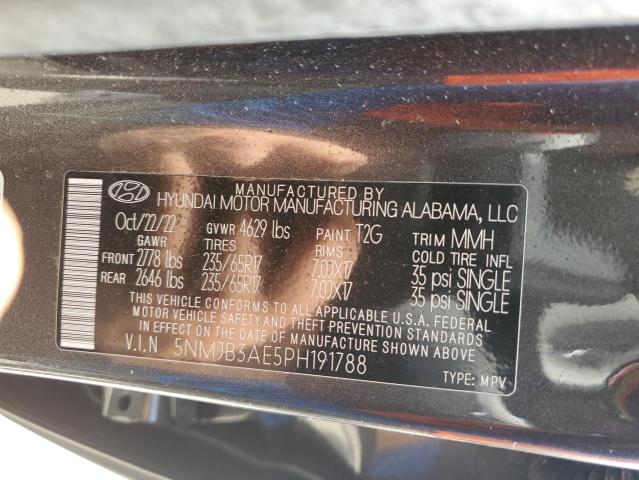 MANUFACTURED BY
HYUNDAI MOTOR MANUFACTURING ALABAMA, LLC
Oct/22/22 GVWR 4629 lbs PAINT T2G TRIM MMH
GAWR TIRES RIMS COLD TIRE INFL
FRONT 2778 lbs 235/65R17 7.0JX17 35 psi SINGLE
REAR 2646 lbs 235/65R17 7.0JX17 35 psi SINGLE
THIS VEHICLE CONFORMS TO ALL APPLICABLE U.S.A. FEDERAL
MOTOR VEHICLE SAFETY AND THEFT PREVENTION STANDARDS
IN EFFECT ON THE DATE OF MANUFACTURE SHOWN ABOVE.
V.I.N 5NMJB3AE5PH191788
TYPE: MPV